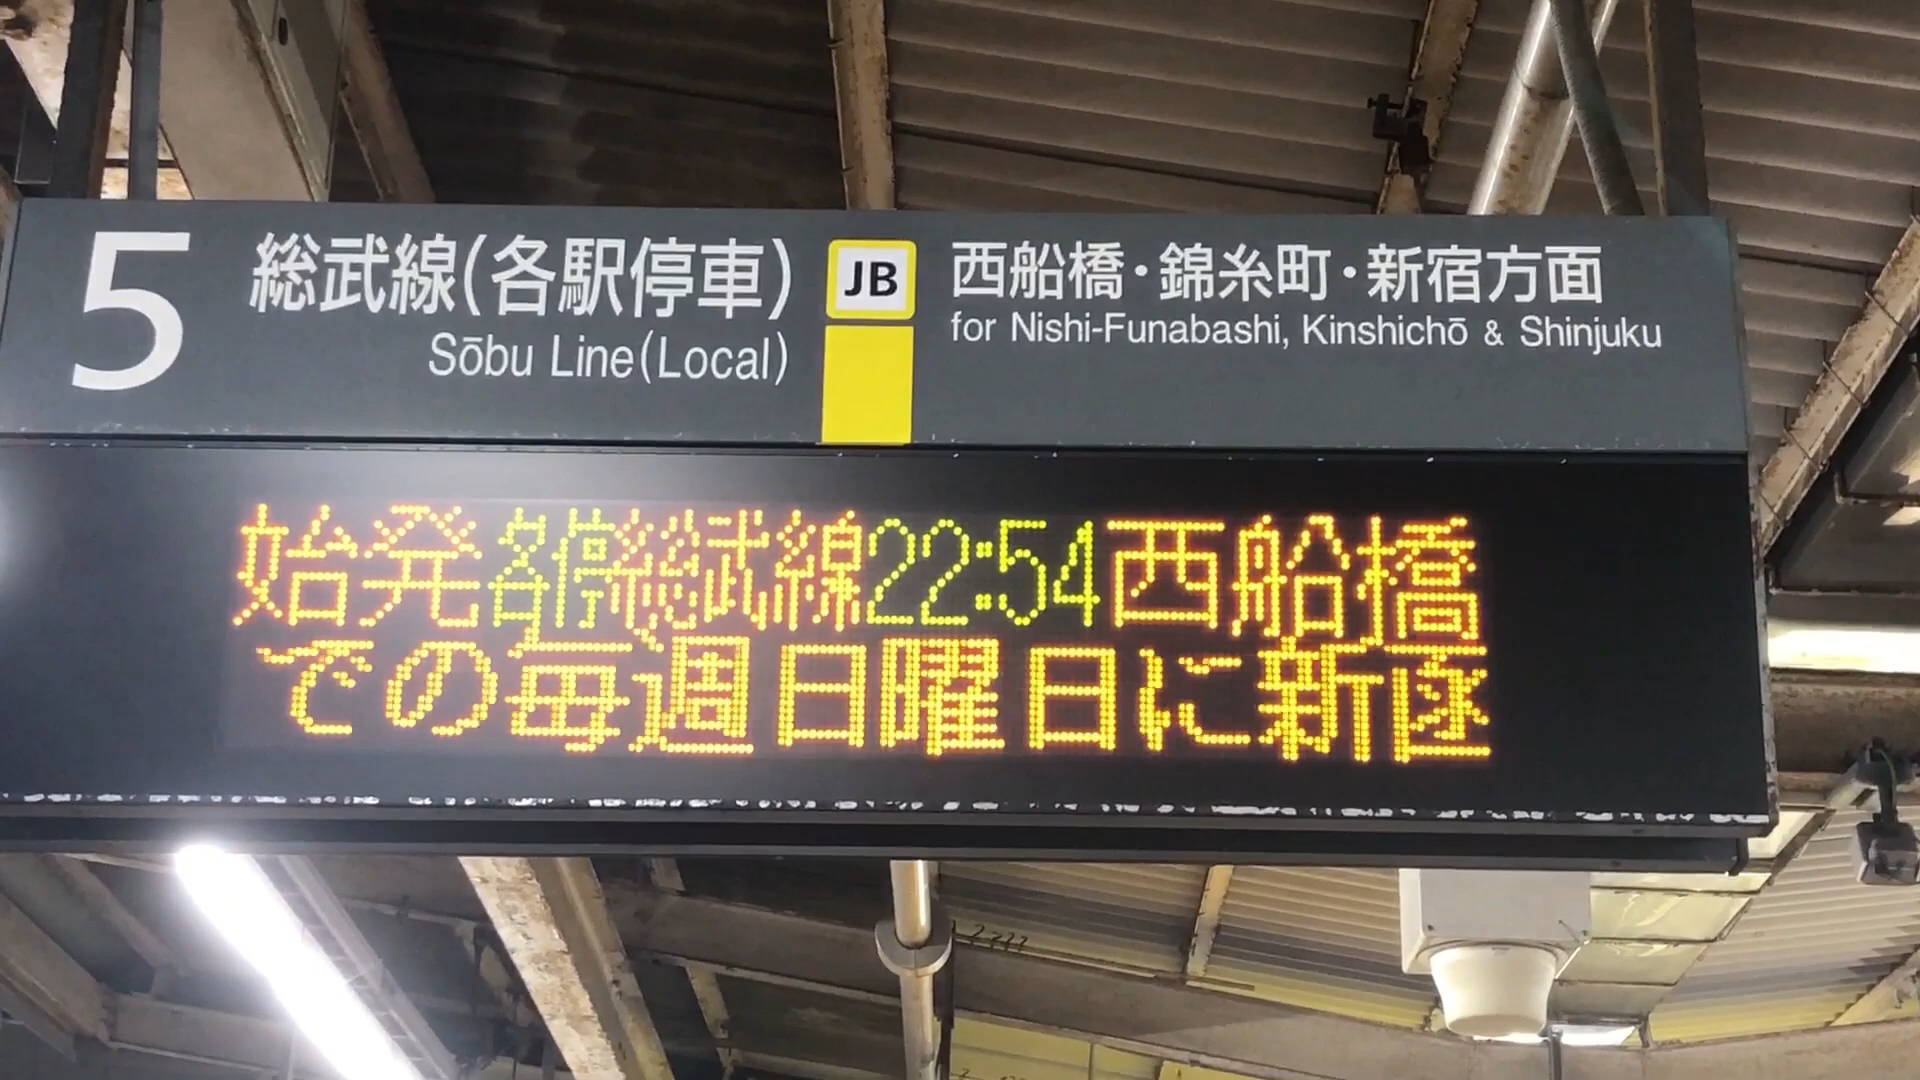 5
総武線(各駅停車)
Sōbu Line(Local)
JB
西船橋・錦糸町・新宿方面
for Nishi-Funabashi, Kinshichō & Shinjuku
始発各停総武線22:54西船橋
での毎週日曜日に新